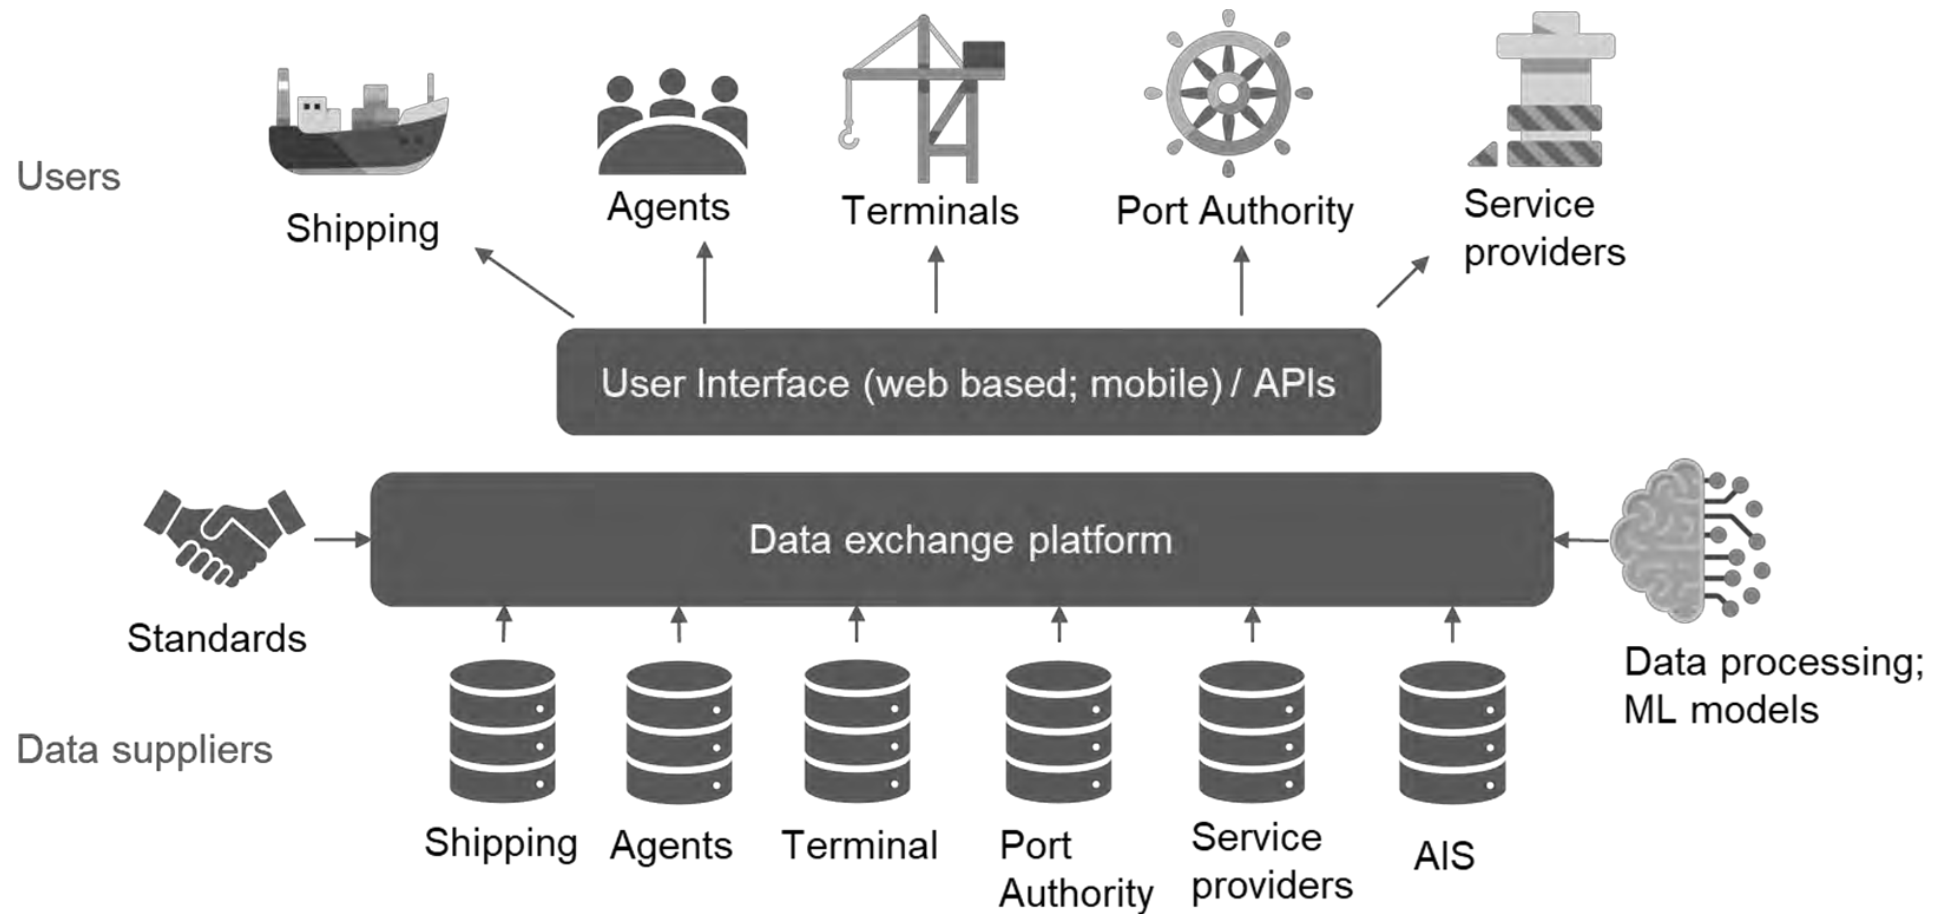 Users
Shipping
Agents
Terminals
Port Authority
Service
providers
User Interface (web based; mobile) / APIs
Data exchange platform
Standards
Data processing;
ML models
Data suppliers
Shipping
Agents
Terminal
Port
Authority
Service
providers
AIS